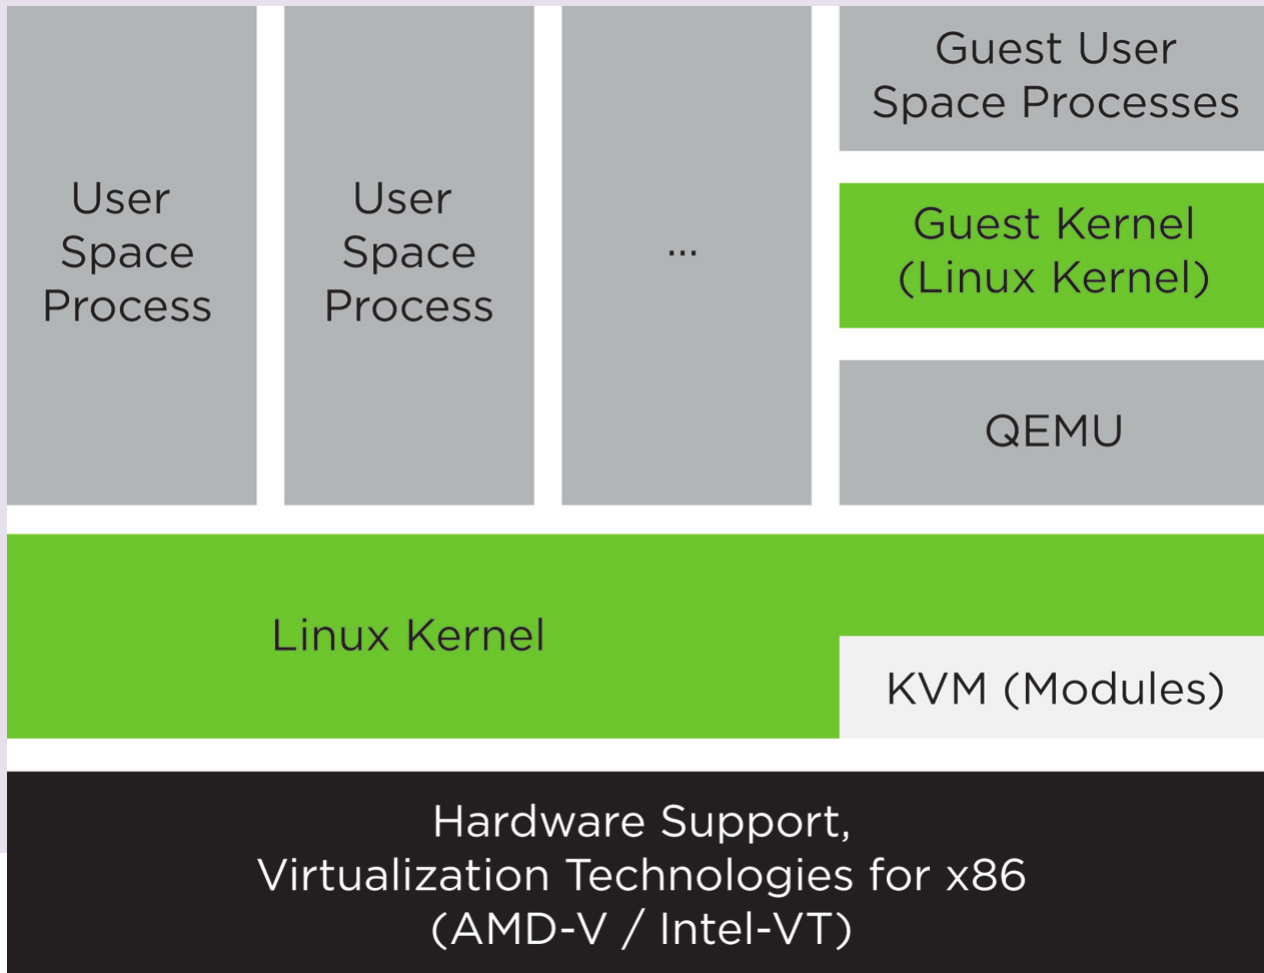 User
Space
Process
User
Space
Process
...
Guest User
Space Processes
Guest Kernel
(Linux Kernel)
QEMU
Linux Kernel
KVM (Modules)
Hardware Support,
Virtualization Technologies for x86
(AMD-V / Intel-VT)